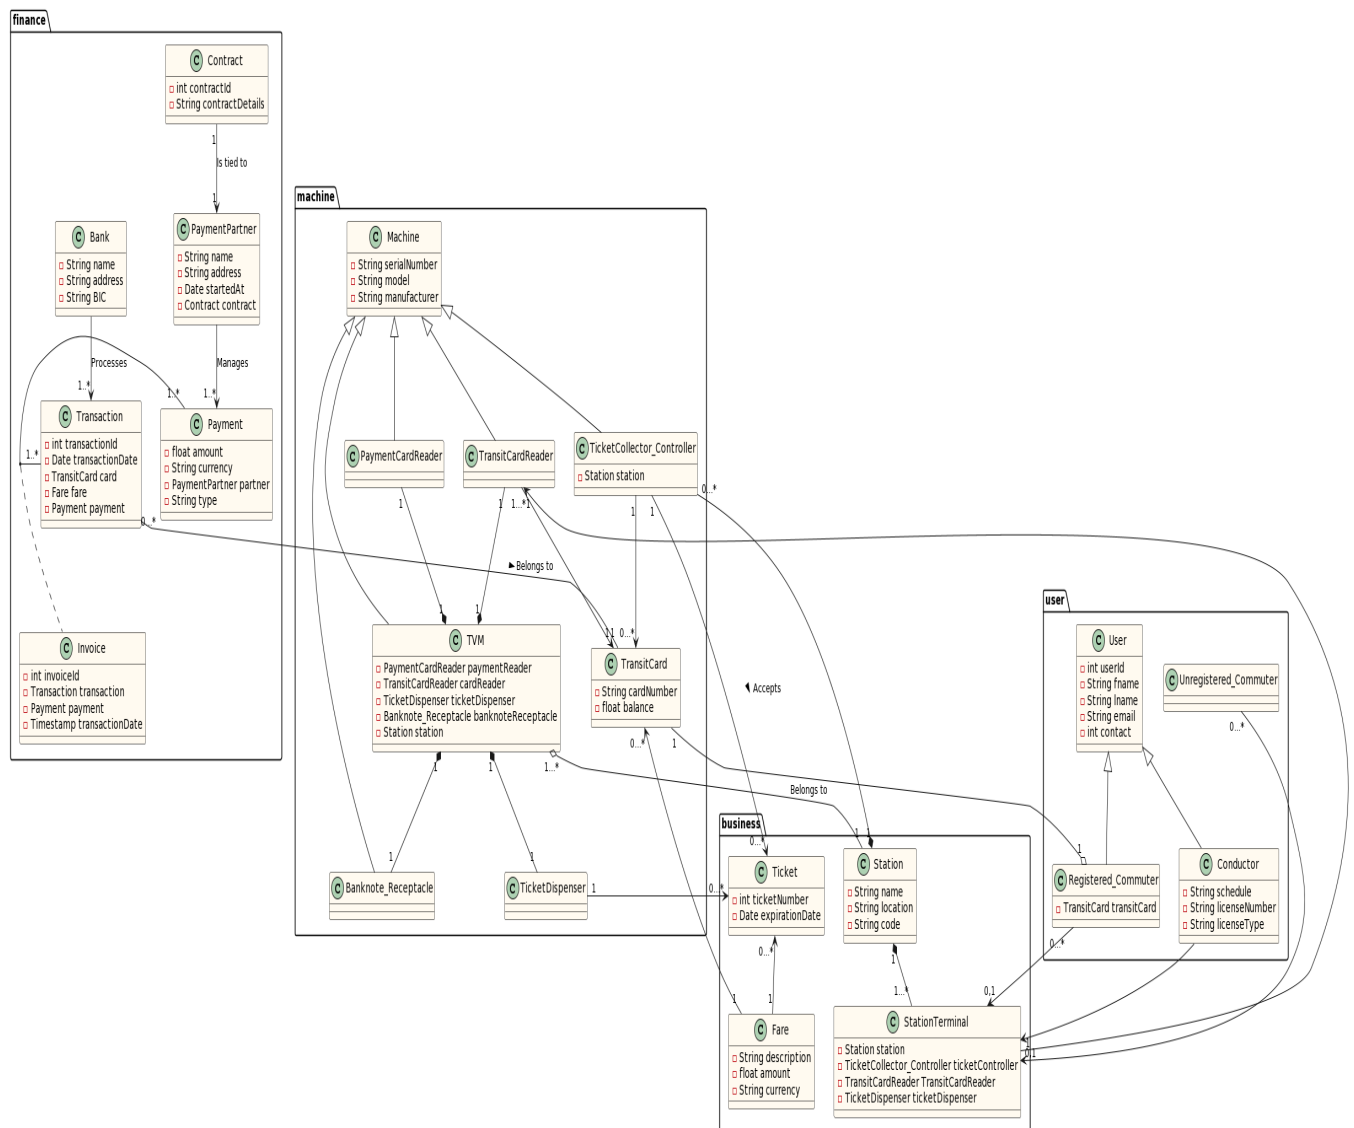 finance
Contract
int contractId
String contractDetails
1
Is tied to
1
PaymentPartner
String name
String address
Date startedAt
Contract contract
Bank
String name
String address
String BIC
Processes
1..*
Manages
1..*
1..*
Transaction
int transactionId
Date transactionDate
TransitCard card
Fare fare
Payment payment
1..*
0...*
Payment
float amount
String currency
PaymentPartner partner
String type
Invoice
int invoiceId
Transaction transaction
Payment payment
Timestamp transactionDate
machine
Machine
String serialNumber
String model
String manufacturer
PaymentCardReader
TransitCardReader
TicketCollector_Controller
Station station
0...*
1
1
1...*
1
1
1
Belongs to
1
1
1
1
0...*
TVM
PaymentCardReader paymentReader
TransitCardReader cardReader
TicketDispenser ticketDispenser
Banknote_Receptacle banknoteReceptacle
Station station
TransitCard
String cardNumber
float balance
Accepts
1
1
1...*
0...*
1
Belongs to
1
1
Banknote_Receptacle
TicketDispenser
1
0...*
user
User
int userId
String fname
String lname
String email
int contact
Unregistered_Commuter
0...*
1
Registered_Commuter
TransitCard transitCard
0...*
Conductor
String schedule
String licenseNumber
String licenseType
business
0...*
1
1
Ticket
int ticketNumber
Date expirationDate
Station
String name
String location
String code
0...*
1
1
1
1...*
0,1
Fare
String description
float amount
String currency
StationTerminal
Station station
TicketCollector_Controller ticketController
TransitCardReader TransitCardReader
TicketDispenser ticketDispenser
0,1